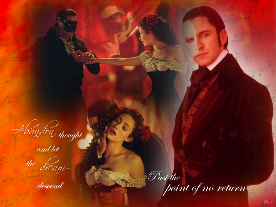 Abandon thought
and let
the dream
descend
Past the
point of no return